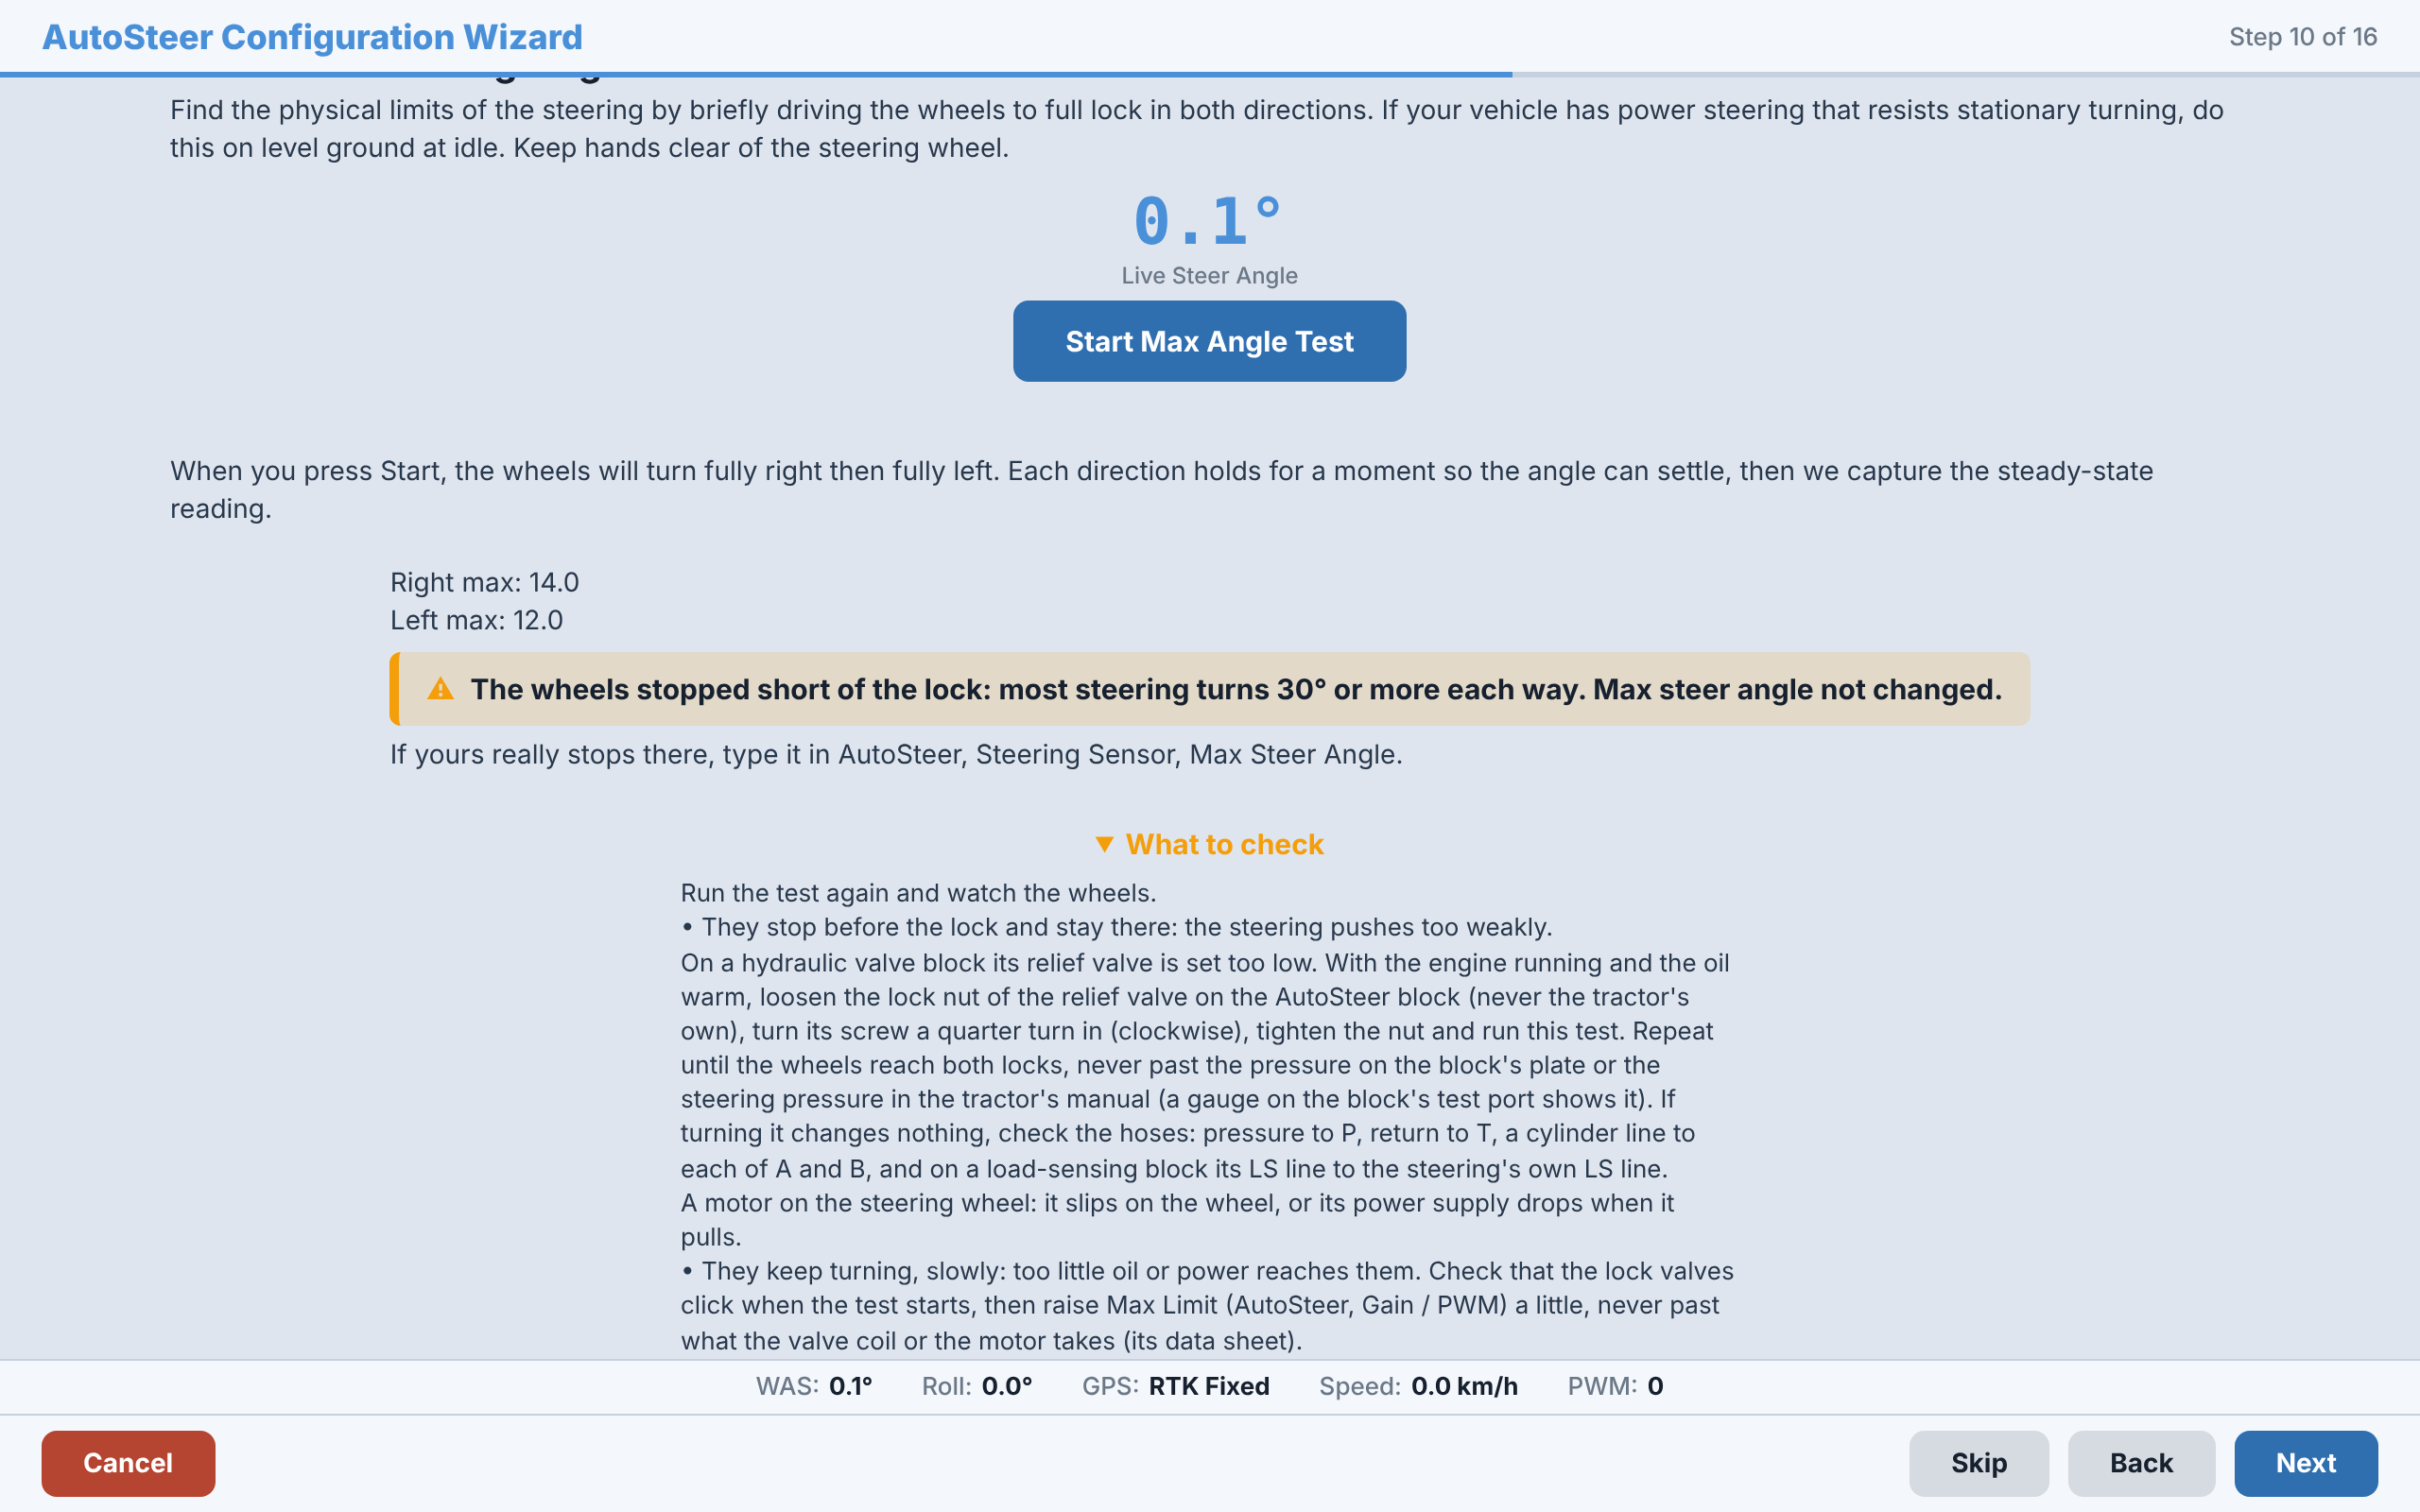 AutoSteer Configuration Wizard
Step 10 of 16
Find the physical limits of the steering by briefly driving the wheels to full lock in both directions. If your vehicle has power steering that resists stationary turning, do
this on level ground at idle. Keep hands clear of the steering wheel.
0.1°
Live Steer Angle
Start Max Angle Test
When you press Start, the wheels will turn fully right then fully left. Each direction holds for a moment so the angle can settle, then we capture the steady-state
reading.
Right max: 14.0
Left max: 12.0
⚠ The wheels stopped short of the lock: most steering turns 30° or more each way. Max steer angle not changed.
If yours really stops there, type it in AutoSteer, Steering Sensor, Max Steer Angle.
▼ What to check
Run the test again and watch the wheels.
• They stop before the lock and stay there: the steering pushes too weakly.
On a hydraulic valve block its relief valve is set too low. With the engine running and the oil
warm, loosen the lock nut of the relief valve on the AutoSteer block (never the tractor's
own), turn its screw a quarter turn in (clockwise), tighten the nut and run this test. Repeat
until the wheels reach both locks, never past the pressure on the block's plate or the
steering pressure in the tractor's manual (a gauge on the block's test port shows it). If
turning it changes nothing, check the hoses: pressure to P, return to T, a cylinder line to
each of A and B, and on a load-sensing block its LS line to the steering's own LS line.
A motor on the steering wheel: it slips on the wheel, or its power supply drops when it
pulls.
• They keep turning, slowly: too little oil or power reaches them. Check that the lock valves
click when the test starts, then raise Max Limit (AutoSteer, Gain / PWM) a little, never past
what the valve coil or the motor takes (its data sheet).
WAS: 0.1° Roll: 0.0° GPS: RTK Fixed Speed: 0.0 km/h PWM: 0
Cancel
Skip
Back
Next